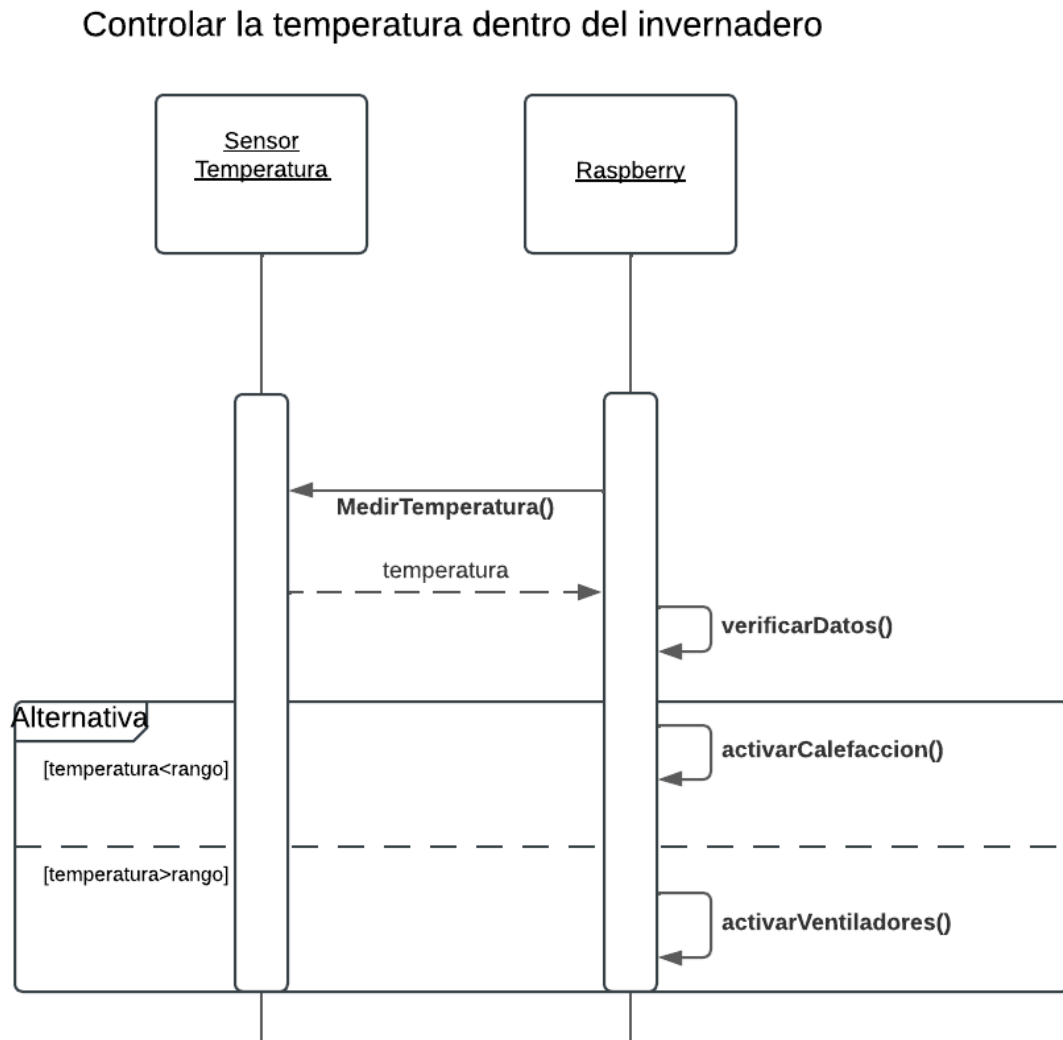 Controlar la temperatura dentro del invernadero
Sensor
Temperatura
Raspberry
MedirTemperatura()
temperatura
verificarDatos()
Alternativa
activarCalefaccion()
[temperatura<rango]
[temperatura>rango]
activarVentiladores()